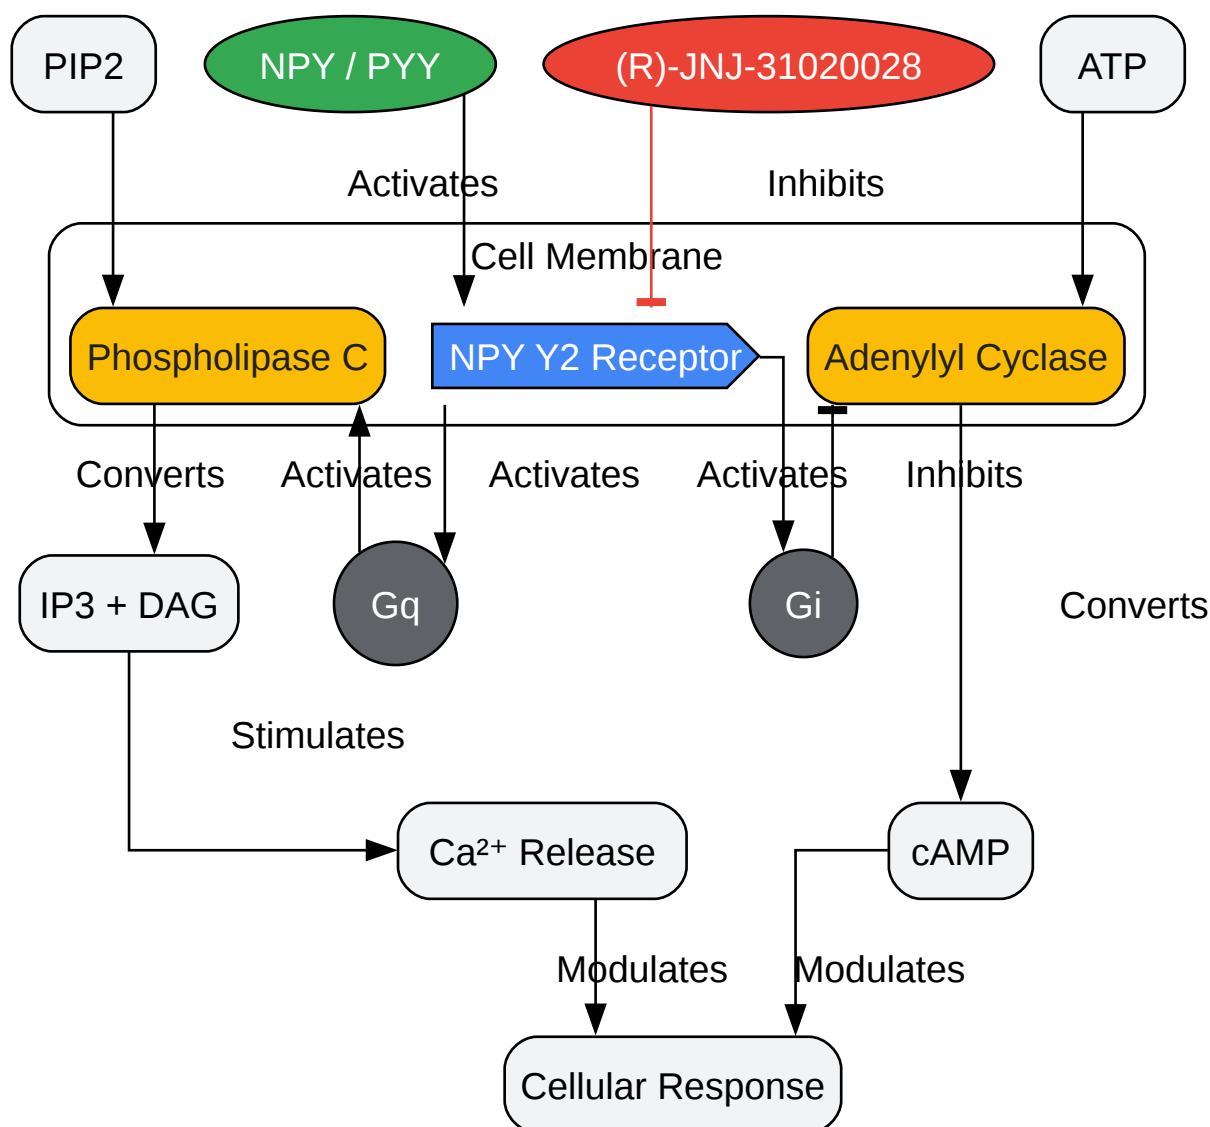 PIP2
NPY / PYY
(R)-JNJ-31020028
ATP
Activates
Inhibits
Cell Membrane
Phospholipase C
NPY Y2 Receptor
Adenylyl Cyclase
Converts
Activates
Activates
Activates
Inhibits
IP3 + DAG
Gq
Gi
Converts
Stimulates
Ca²⁺ Release
cAMP
Modulates
Modulates
Cellular Response